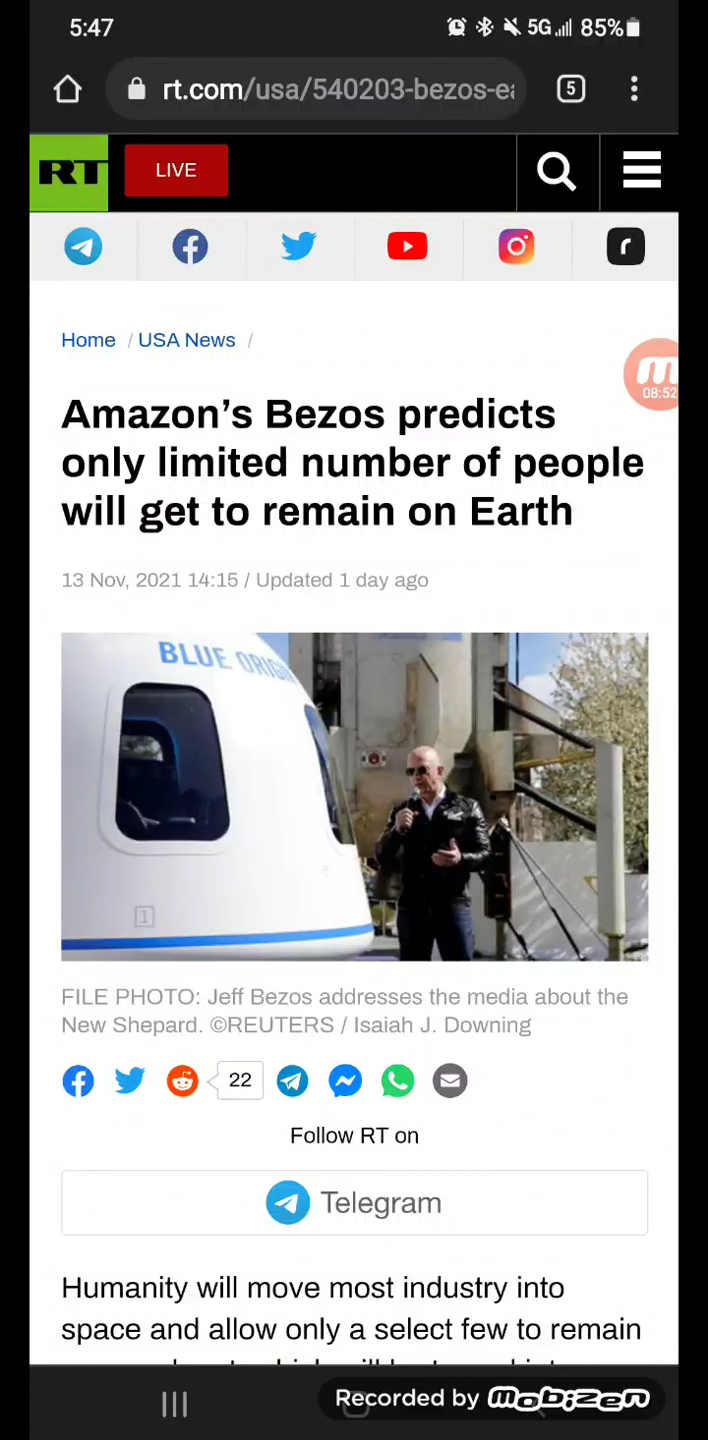 5:47
5G 85%
rt.com/usa/540203-bezos-ea
5
RT
LIVE
Home / USA News /
08:52
Amazon's Bezos predicts
only limited number of people
will get to remain on Earth
13 Nov, 2021 14:15 / Updated 1 day ago
BLUE ORIGIN
1
FILE PHOTO: Jeff Bezos addresses the media about the
New Shepard. ©REUTERS / Isaiah J. Downing
22
Follow RT on
Telegram
Humanity will move most industry into
space and allow only a select few to remain
Recorded by mobizen